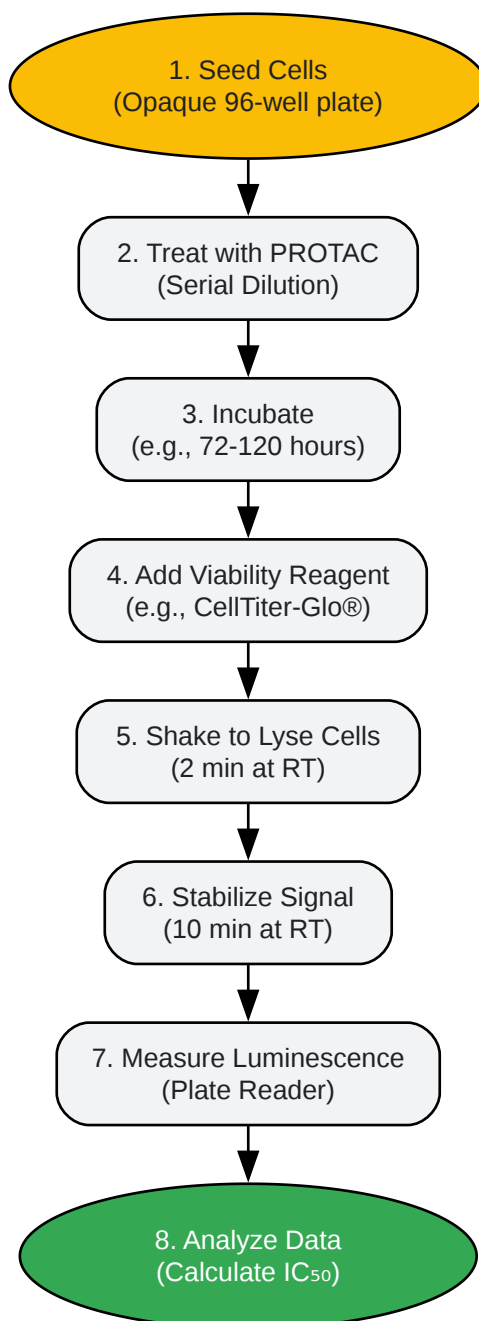 1. Seed Cells
(Opaque 96-well plate)
2. Treat with PROTAC
(Serial Dilution)
3. Incubate
(e.g., 72-120 hours)
4. Add Viability Reagent
(e.g., CellTiter-Glo®)
5. Shake to Lyse Cells
(2 min at RT)
6. Stabilize Signal
(10 min at RT)
7. Measure Luminescence
(Plate Reader)
8. Analyze Data
(Calculate IC₅₀)